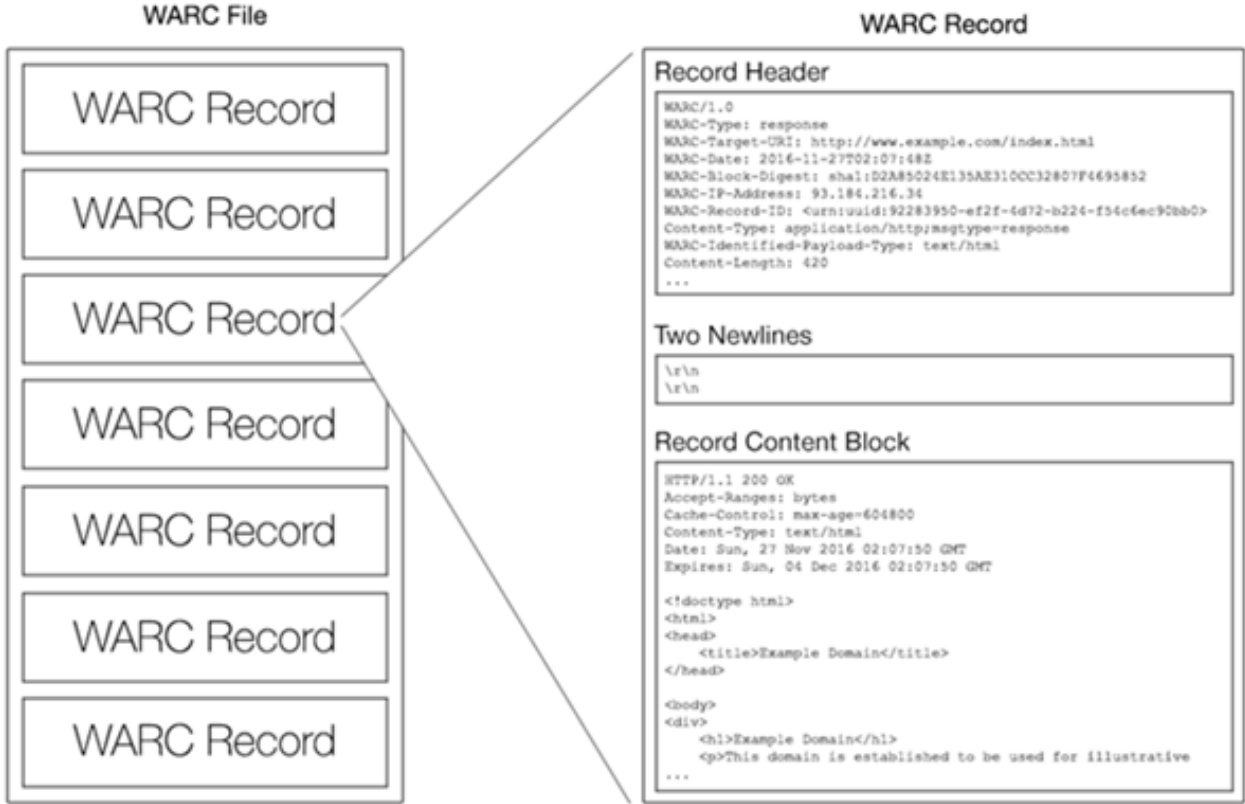 WARC File
WARC Record
WARC Record
WARC Record
WARC Record
WARC Record
WARC Record
WARC Record
WARC Record
Record Header
WARC/1.0
WARC-Type: response
WARC-Target-URI: http://www.example.com/index.html
WARC-Date: 2016-11-27T02:07:48Z
WARC-Block-Digest: sha1:D2A85024E135AE310CC32807F4695852
WARC-IP-Address: 93.184.216.34
WARC-Record-ID: <urn:uuid:92283950-ef2f-4d72-b224-f54c6ec90bb0>
Content-Type: application/http;msgtype=response
WARC-Identified-Payload-Type: text/html
Content-Length: 420
...
Two Newlines
\r\n
\r\n
Record Content Block
HTTP/1.1 200 OK
Accept-Ranges: bytes
Cache-Control: max-age=604800
Content-Type: text/html
Date: Sun, 27 Nov 2016 02:07:50 GMT
Expires: Sun, 04 Dec 2016 02:07:50 GMT
<!doctype html>
<html>
<head>
<title>Example Domain</title>
</head>
<body>
<div>
<h1>Example Domain</h1>
<p>This domain is established to be used for illustrative
...